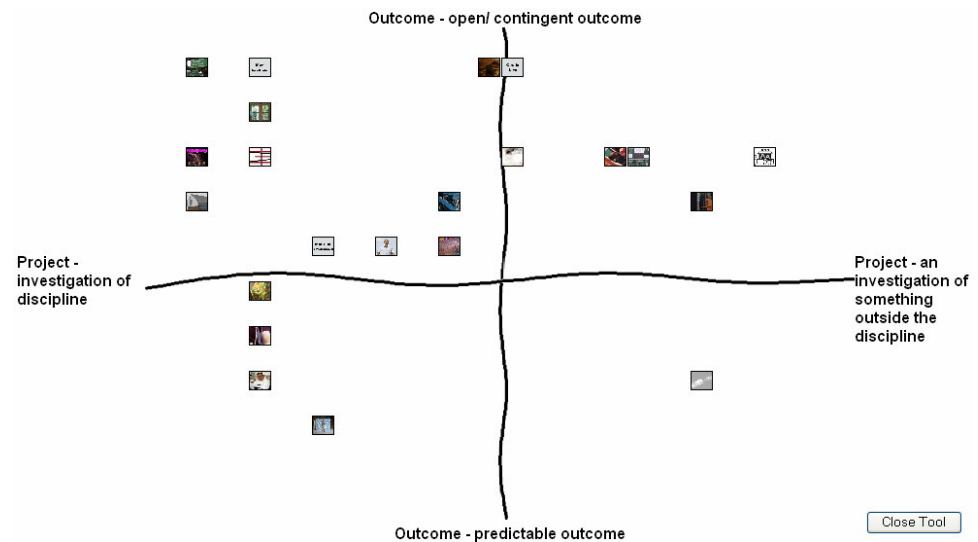 Outcome - open/ contingent outcome
Project -
investigation of
discipline
Project - an
investigation of
something
outside the
discipline
Outcome - predictable outcome
Close Tool